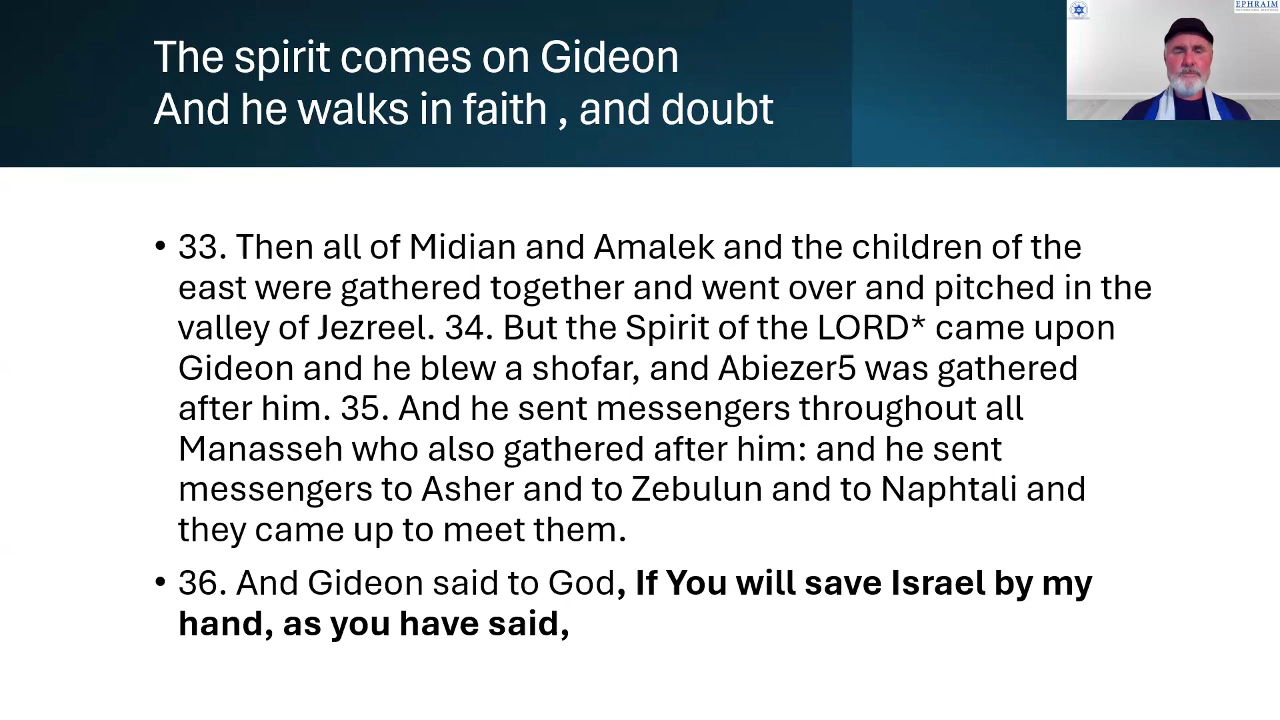 The spirit comes on Gideon
And he walks in faith , and doubt
EPHRAIM
• 33. Then all of Midian and Amalek and the children of the
east were gathered together and went over and pitched in the
valley of Jezreel. 34. But the Spirit of the LORD* came upon
Gideon and he blew a shofar, and Abiezer5 was gathered
after him. 35. And he sent messengers throughout all
Manasseh who also gathered after him: and he sent
messengers to Asher and to Zebulun and to Naphtali and
they came up to meet them.
• 36. And Gideon said to God, If You will save Israel by my
hand, as you have said,